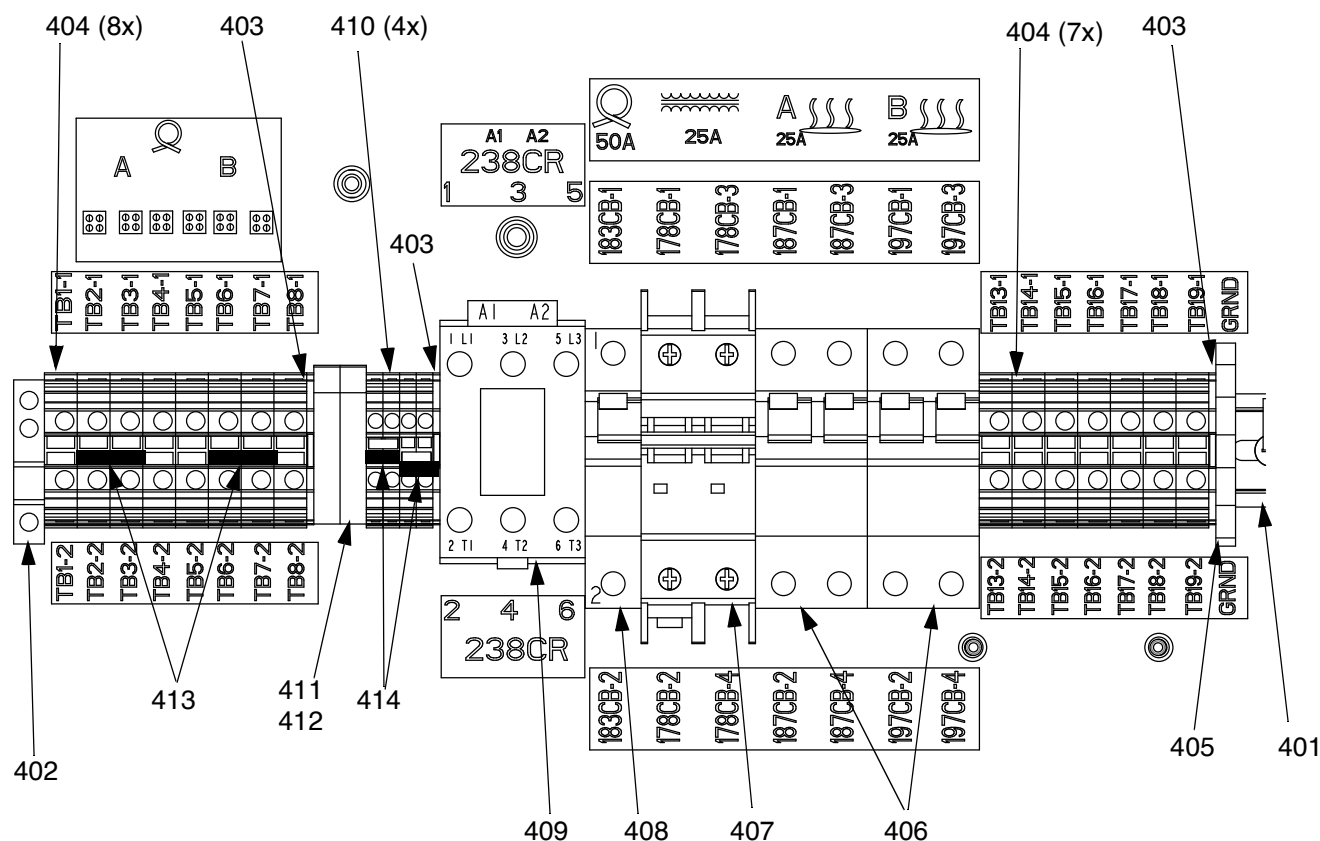 404 (8x)
403
410 (4x)
404 (7x)
403
A
B
A1 A2
238CR
1 3 5
50A
25A
A
25A
B
25A
403
183CB-1
178CB-1
178CB-3
187CB-1
187CB-3
197CB-1
197CB-3
TB1-1
TB2-1
TB3-1
TB4-1
TB5-1
TB6-1
TB7-1
TB8-1
TB13-1
TB14-1
TB15-1
TB16-1
TB17-1
TB18-1
TB19-1
GRND
A1 A2
1 L1 3 L2 5 L3
1
2 T1 4 T2 6 T3
2
TB1-2
TB2-2
TB3-2
TB4-2
TB5-2
TB6-2
TB7-2
TB8-2
TB13-2
TB14-2
TB15-2
TB16-2
TB17-2
TB18-2
TB19-2
GRND
2 4 6
238CR
183CB-2
178CB-2
178CB-4
187CB-2
187CB-4
197CB-2
197CB-4
413
411
412
414
405
401
402
409
408
407
406